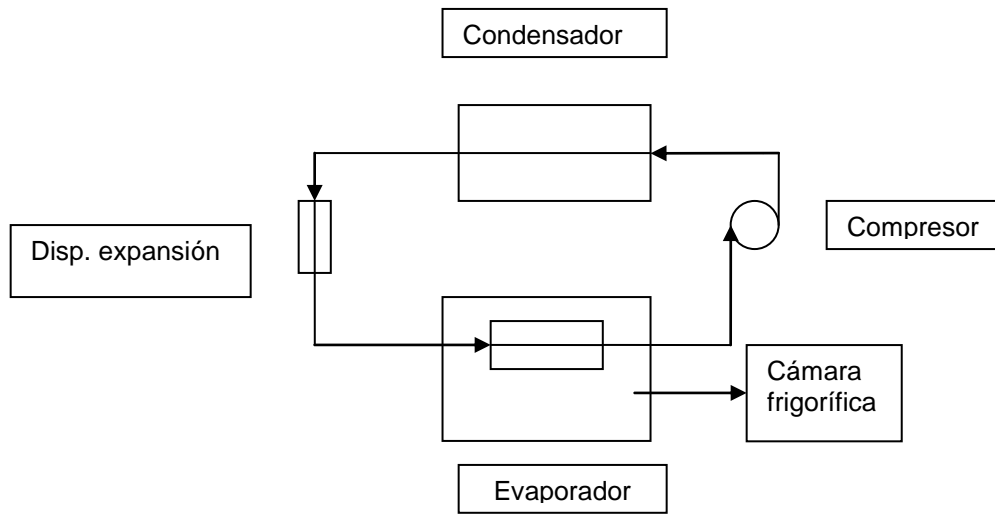 Condensador
Disp. expansión
Compresor
Cámara
frigorífica
Evaporador